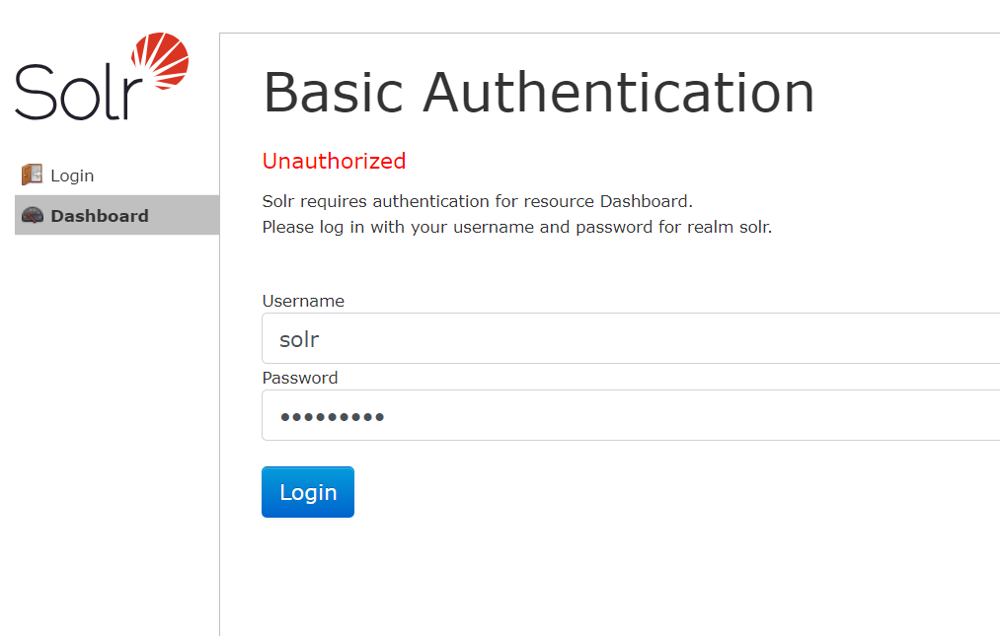 Solr
Login
Dashboard
Basic Authentication
Unauthorized
Solr requires authentication for resource Dashboard.
Please log in with your username and password for realm solr.
Username
solr
Password
•••••••••
Login